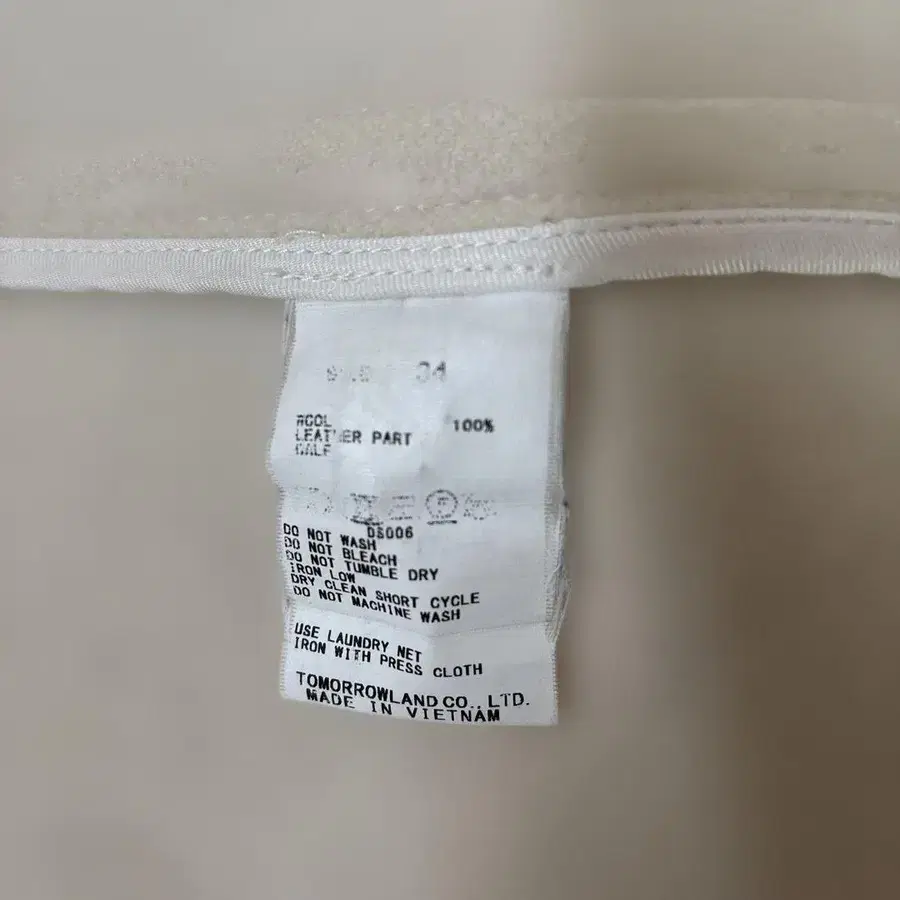 34
WOOL 100%
LEATHER PART
CALF
DS006
DO NOT WASH
DO NOT BLEACH
DO NOT TUMBLE DRY
IRON LOW
DRY CLEAN SHORT CYCLE
DO NOT MACHINE WASH
USE LAUNDRY NET
IRON WITH PRESS CLOTH
TOMORROWLAND CO., LTD.
MADE IN VIETNAM